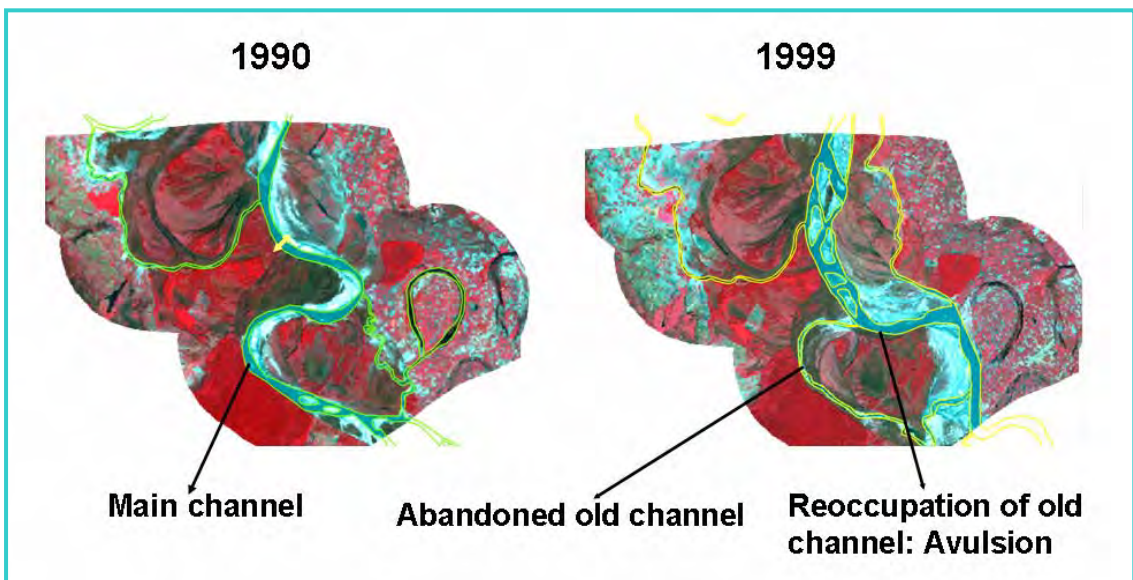 1990
1999
Main channel
Abandoned old channel
Reoccupation of old
channel: Avulsion